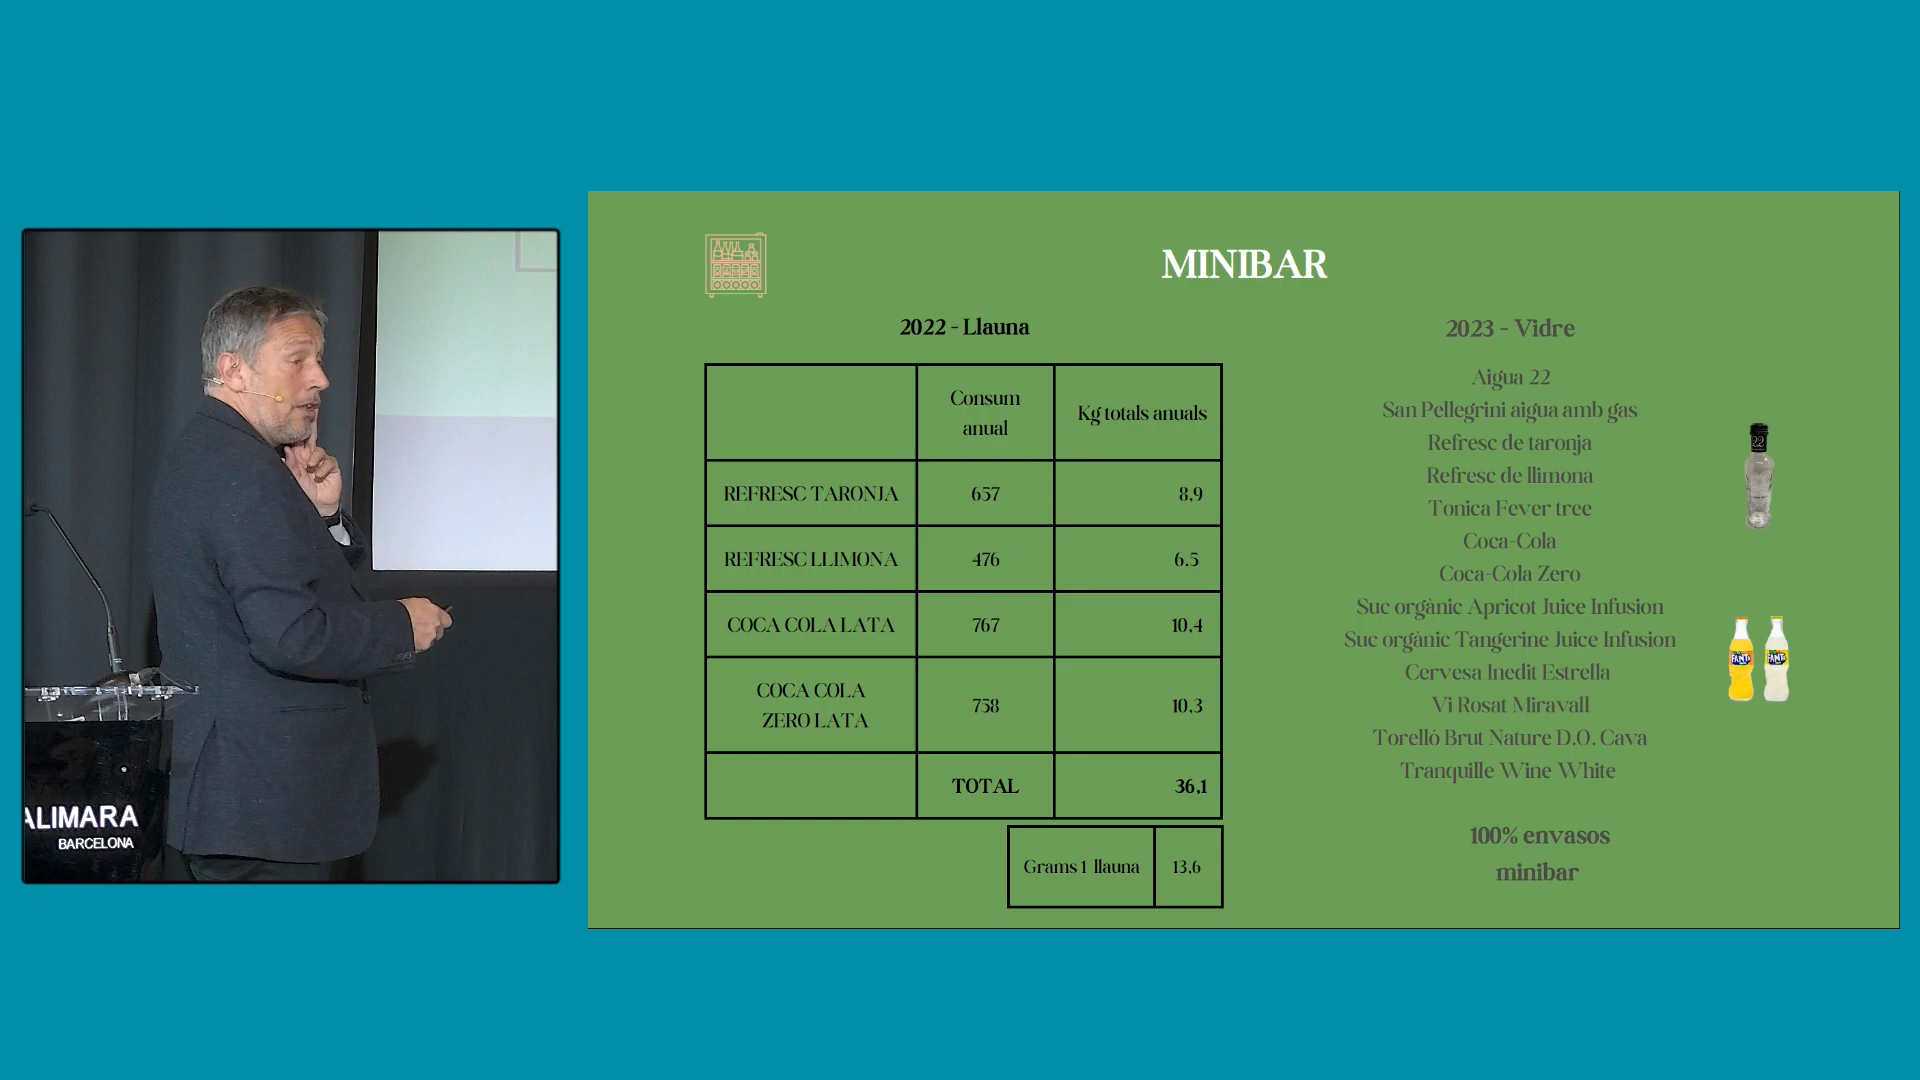 ALIMARA
BARCELONA
MINIBAR
2022 - Llauna
Consum
anual
Kg totals anuals
REFRESC TARONJA 657 8,9
REFRESC LLIMONA 476 6.5
COCA COLA LATA 767 10,4
COCA COLA
ZERO LATA
758 10,3
TOTAL 36,1
Grams 1 llauna 13,6
2023 - Vidre
Aigua 22
San Pellegrini aigua amb gas
Refresc de taronja
Refresc de llimona
Tonica Fever tree
Coca-Cola
Coca-Cola Zero
Suc orgànic Apricot Juice Infusion
Suc orgànic Tangerine Juice Infusion
Cervesa Inedit Estrella
Vi Rosat Miravall
Torelló Brut Nature D.O. Cava
Tranquille Wine White
100% envasos
minibar
22
FANTA
FANTA